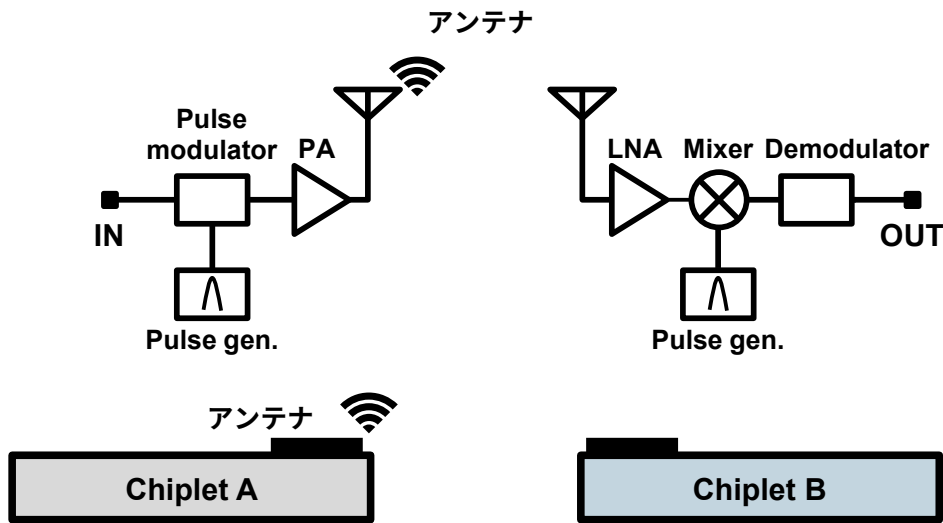 アンテナ
Pulse
modulator
PA
LNA
Mixer
Demodulator
IN
OUT
Pulse gen.
Pulse gen.
アンテナ
Chiplet A
Chiplet B